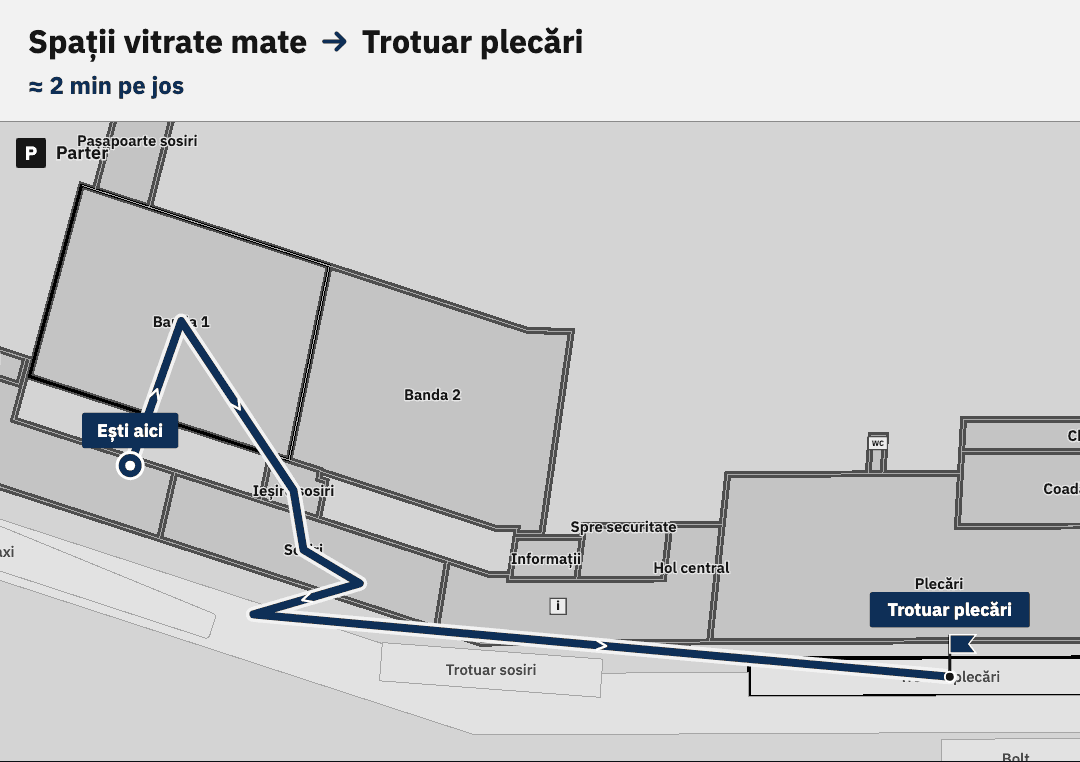 Spații vitrate mate → Trotuar plecări
≈ 2 min pe jos
Pașapoarte sosiri
P Parter
Banda 1
Banda 2
Ești aici
wc
Ieșire sosiri
Spre securitate
Informații
Hol central
Sosiri
Coada
Plecări
i
Trotuar plecări
Trotuar sosiri
plecări
Bolt